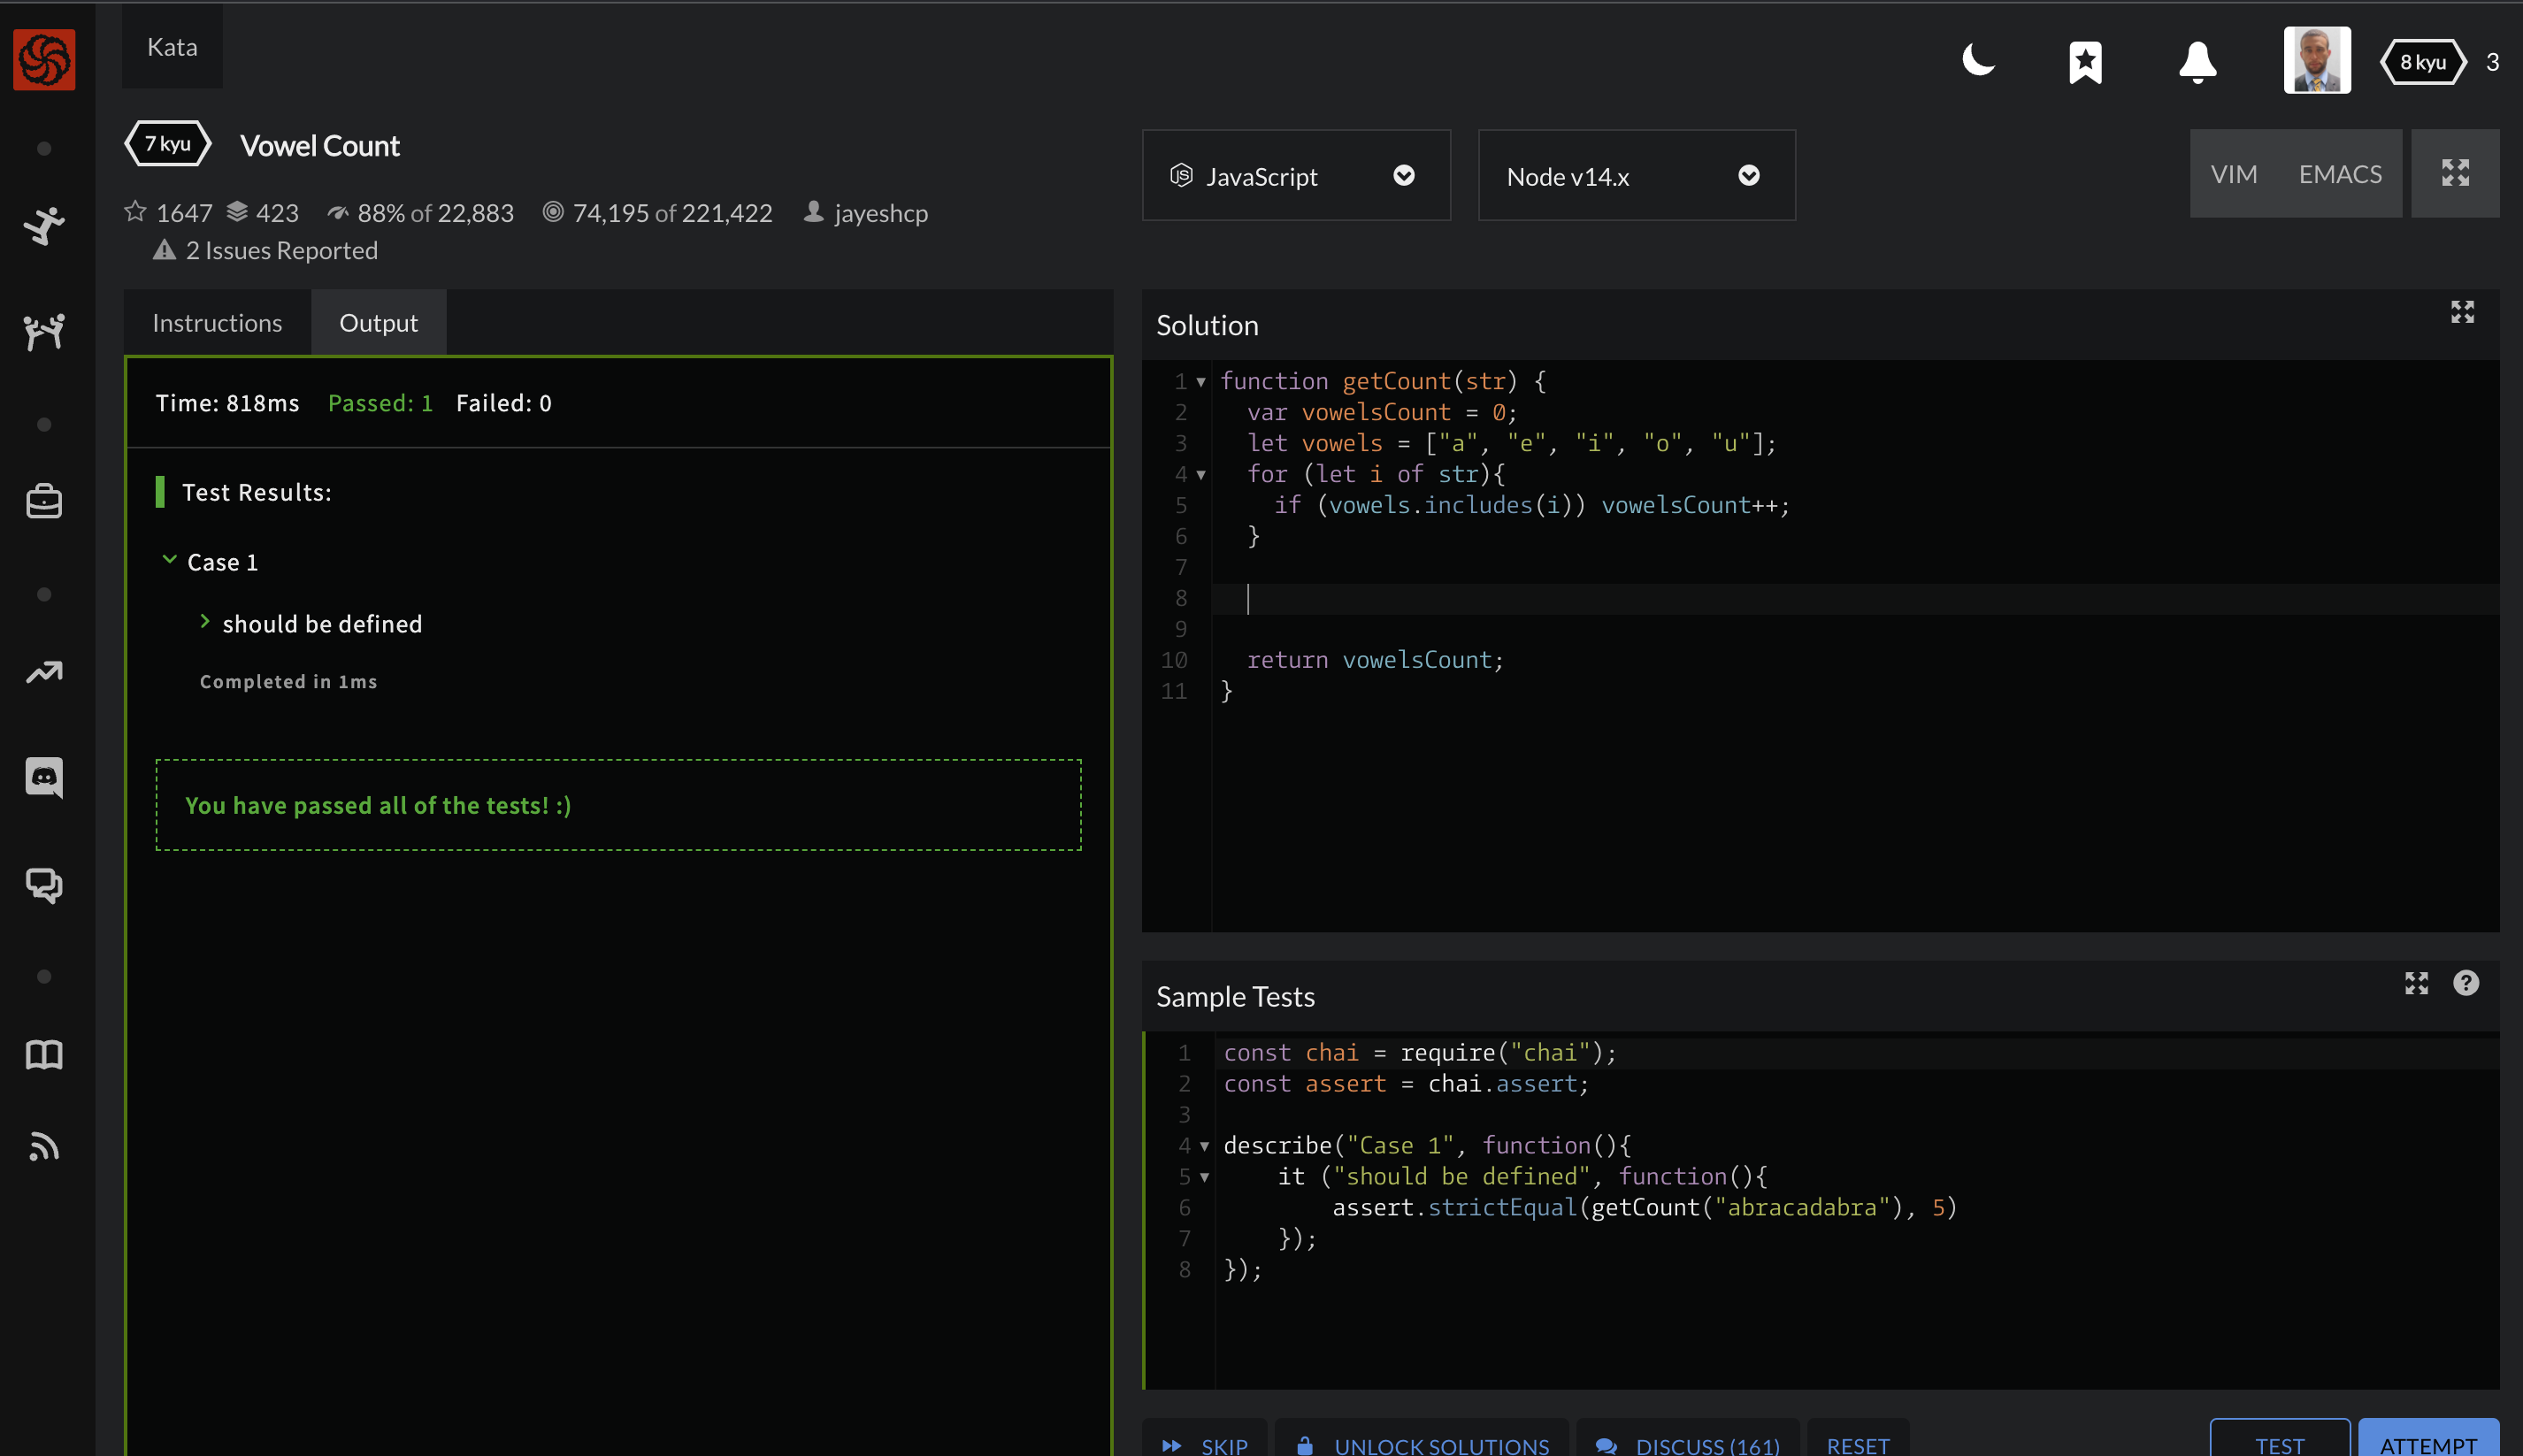 Kata
8 kyu 3
7 kyu Vowel Count
1647 423 88% of 22,883 74,195 of 221,422 jayeshcp
2 Issues Reported
JavaScript
Node v14.x
VIM EMACS
Instructions Output
Time: 818ms Passed: 1 Failed: 0
Test Results:
Case 1
should be defined
Completed in 1ms
You have passed all of the tests! :)
Solution
1 function getCount(str) {
2 var vowelsCount = 0;
3 let vowels = ["a", "e", "i", "o", "u"];
4 for (let i of str){
5 if (vowels.includes(i)) vowelsCount++;
6 }
7
8
9
10 return vowelsCount;
11 }
Sample Tests
1 const chai = require("chai");
2 const assert = chai.assert;
3
4 describe("Case 1", function(){
5 it ("should be defined", function(){
6 assert.strictEqual(getCount("abracadabra"), 5)
7 });
8 });
SKIP UNLOCK SOLUTIONS DISCUSS (161) RESET TEST ATTEMPT